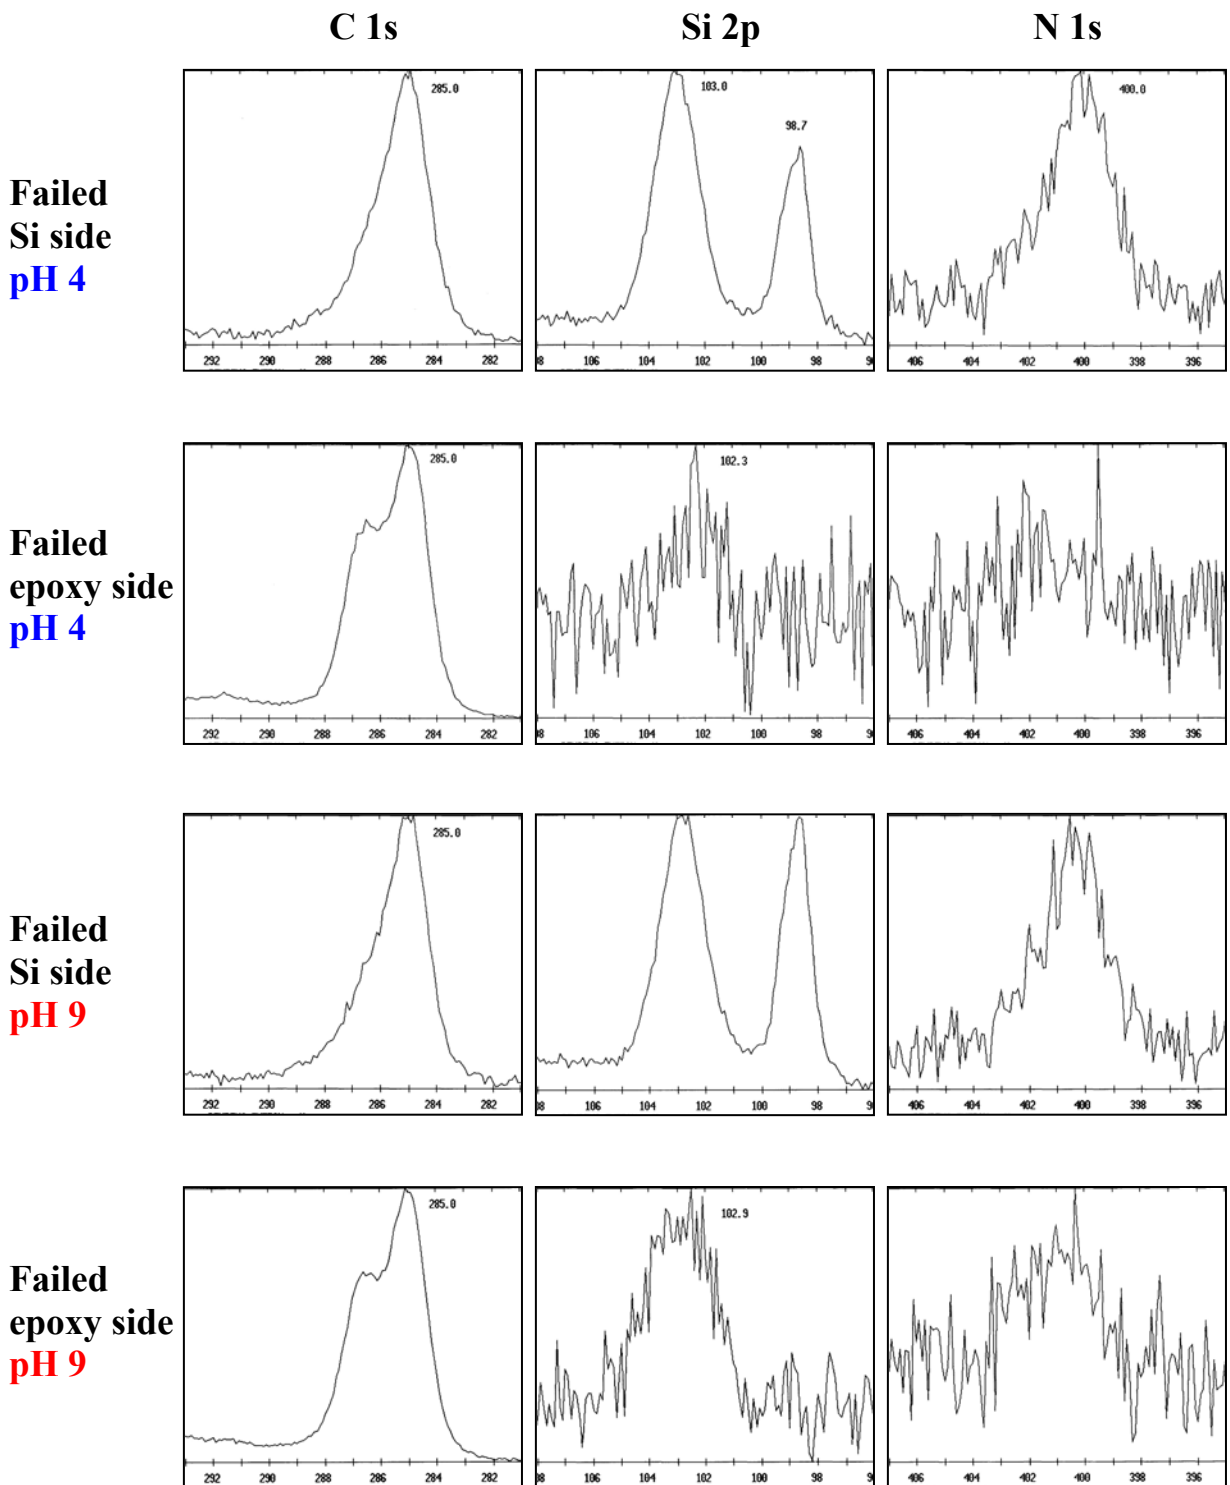 C 1s Si 2p N 1s
Failed
Si side
pH 4
285.0
292 290 288 286 284 282
103.0
98.7
106 104 102 100 98
400.0
406 404 402 400 398 396
Failed
epoxy side
pH 4
285.0
292 290 288 286 284 282
102.3
106 104 102 100 98
406 404 402 400 398 396
Failed
Si side
pH 9
285.0
292 290 288 286 284 282
106 104 102 100 98
406 404 402 400 398 396
Failed
epoxy side
pH 9
285.0
292 290 288 286 284 282
102.9
106 104 102 100 98
406 404 402 400 398 396